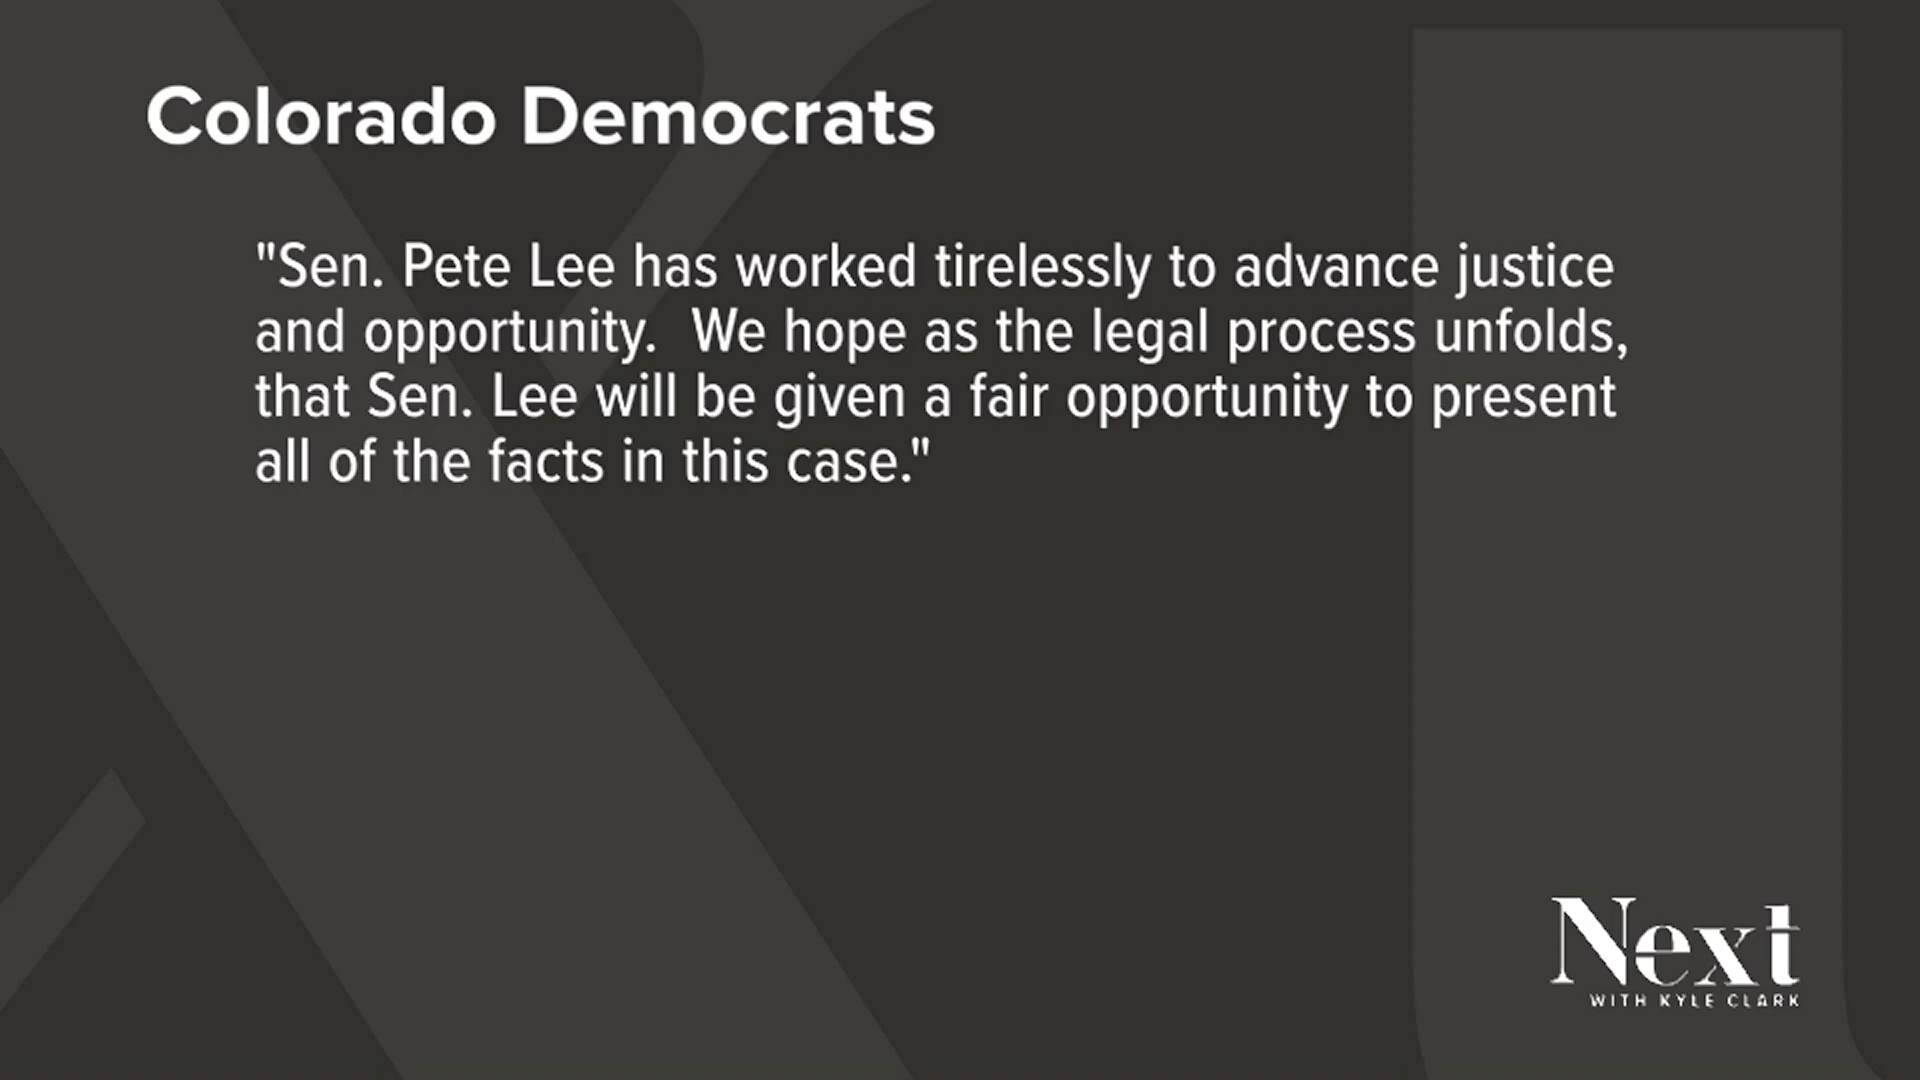 Colorado Democrats
"Sen. Pete Lee has worked tirelessly to advance justice
and opportunity.  We hope as the legal process unfolds,
that Sen. Lee will be given a fair opportunity to present
all of the facts in this case."
Next
WITH KYLE CLARK